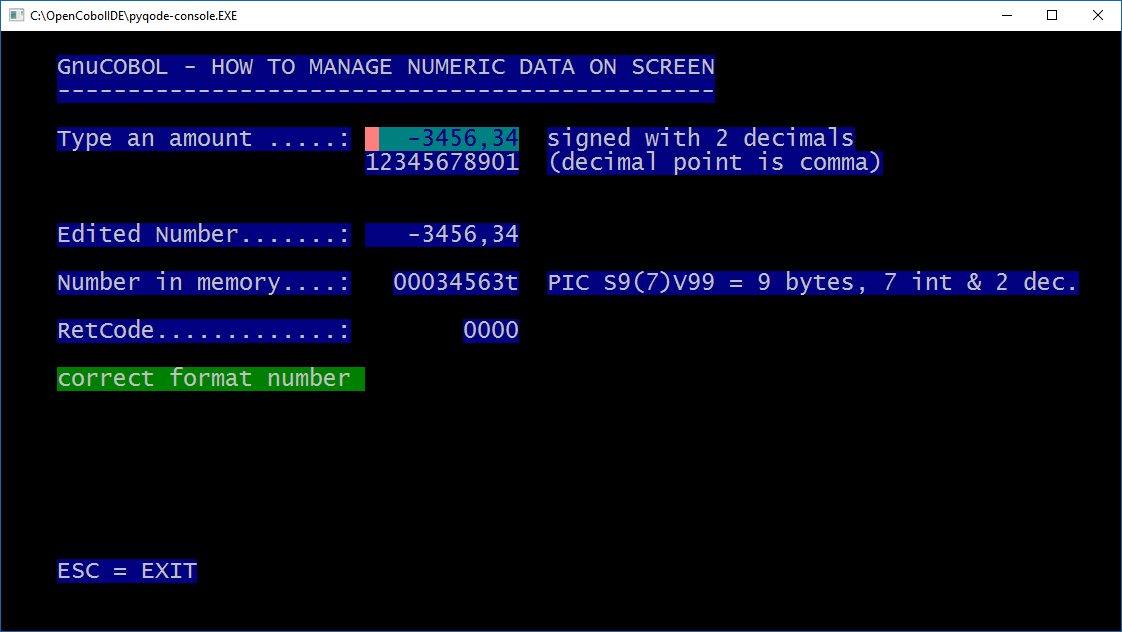 C:\OpenCobolIDE\pyqode-console.EXE
GnuCOBOL - HOW TO MANAGE NUMERIC DATA ON SCREEN
-----------------------------------------------
Type an amount .....: -3456,34 signed with 2 decimals
12345678901 (decimal point is comma)
Edited Number.......: -3456,34
Number in memory....: 00034563t PIC S9(7)V99 = 9 bytes, 7 int & 2 dec.
RetCode.............: 0000
correct format number
ESC = EXIT